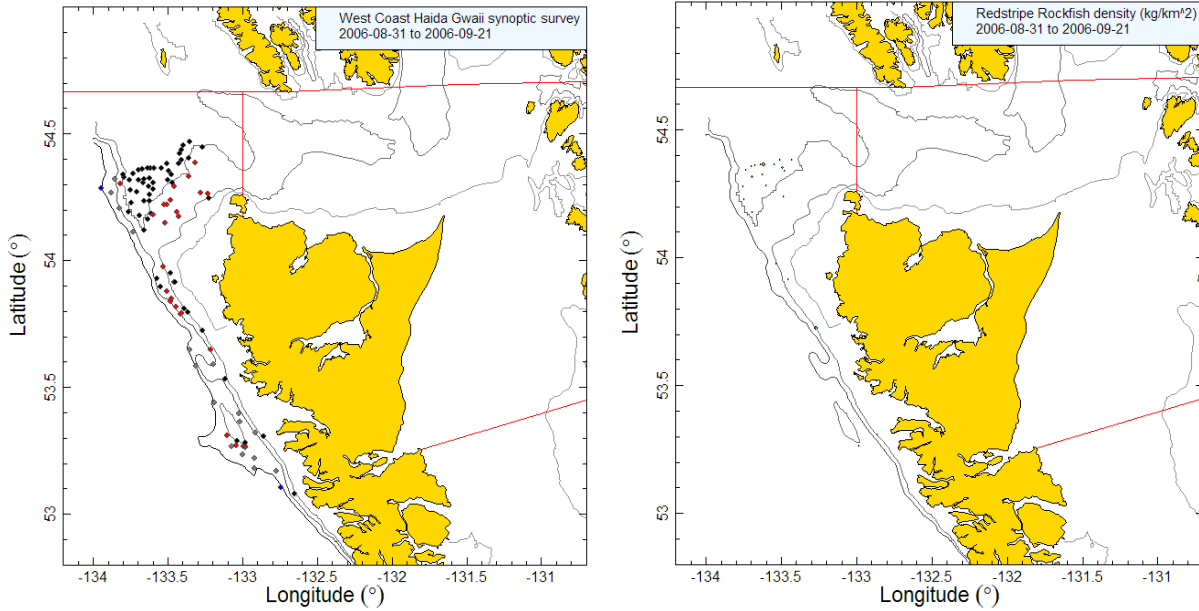 West Coast Haida Gwaii synoptic survey
2006-08-31 to 2006-09-21
54.5
54
53.5
53
Latitude (°)
-134
-133.5
-133
-132.5
-132
-131.5
-131
Longitude (°)
Redstripe Rockfish density (kg/km^2)
2006-08-31 to 2006-09-21
54.5
54
53.5
53
Latitude (°)
-134
-133.5
-133
-132.5
-132
-131.5
-131
Longitude (°)